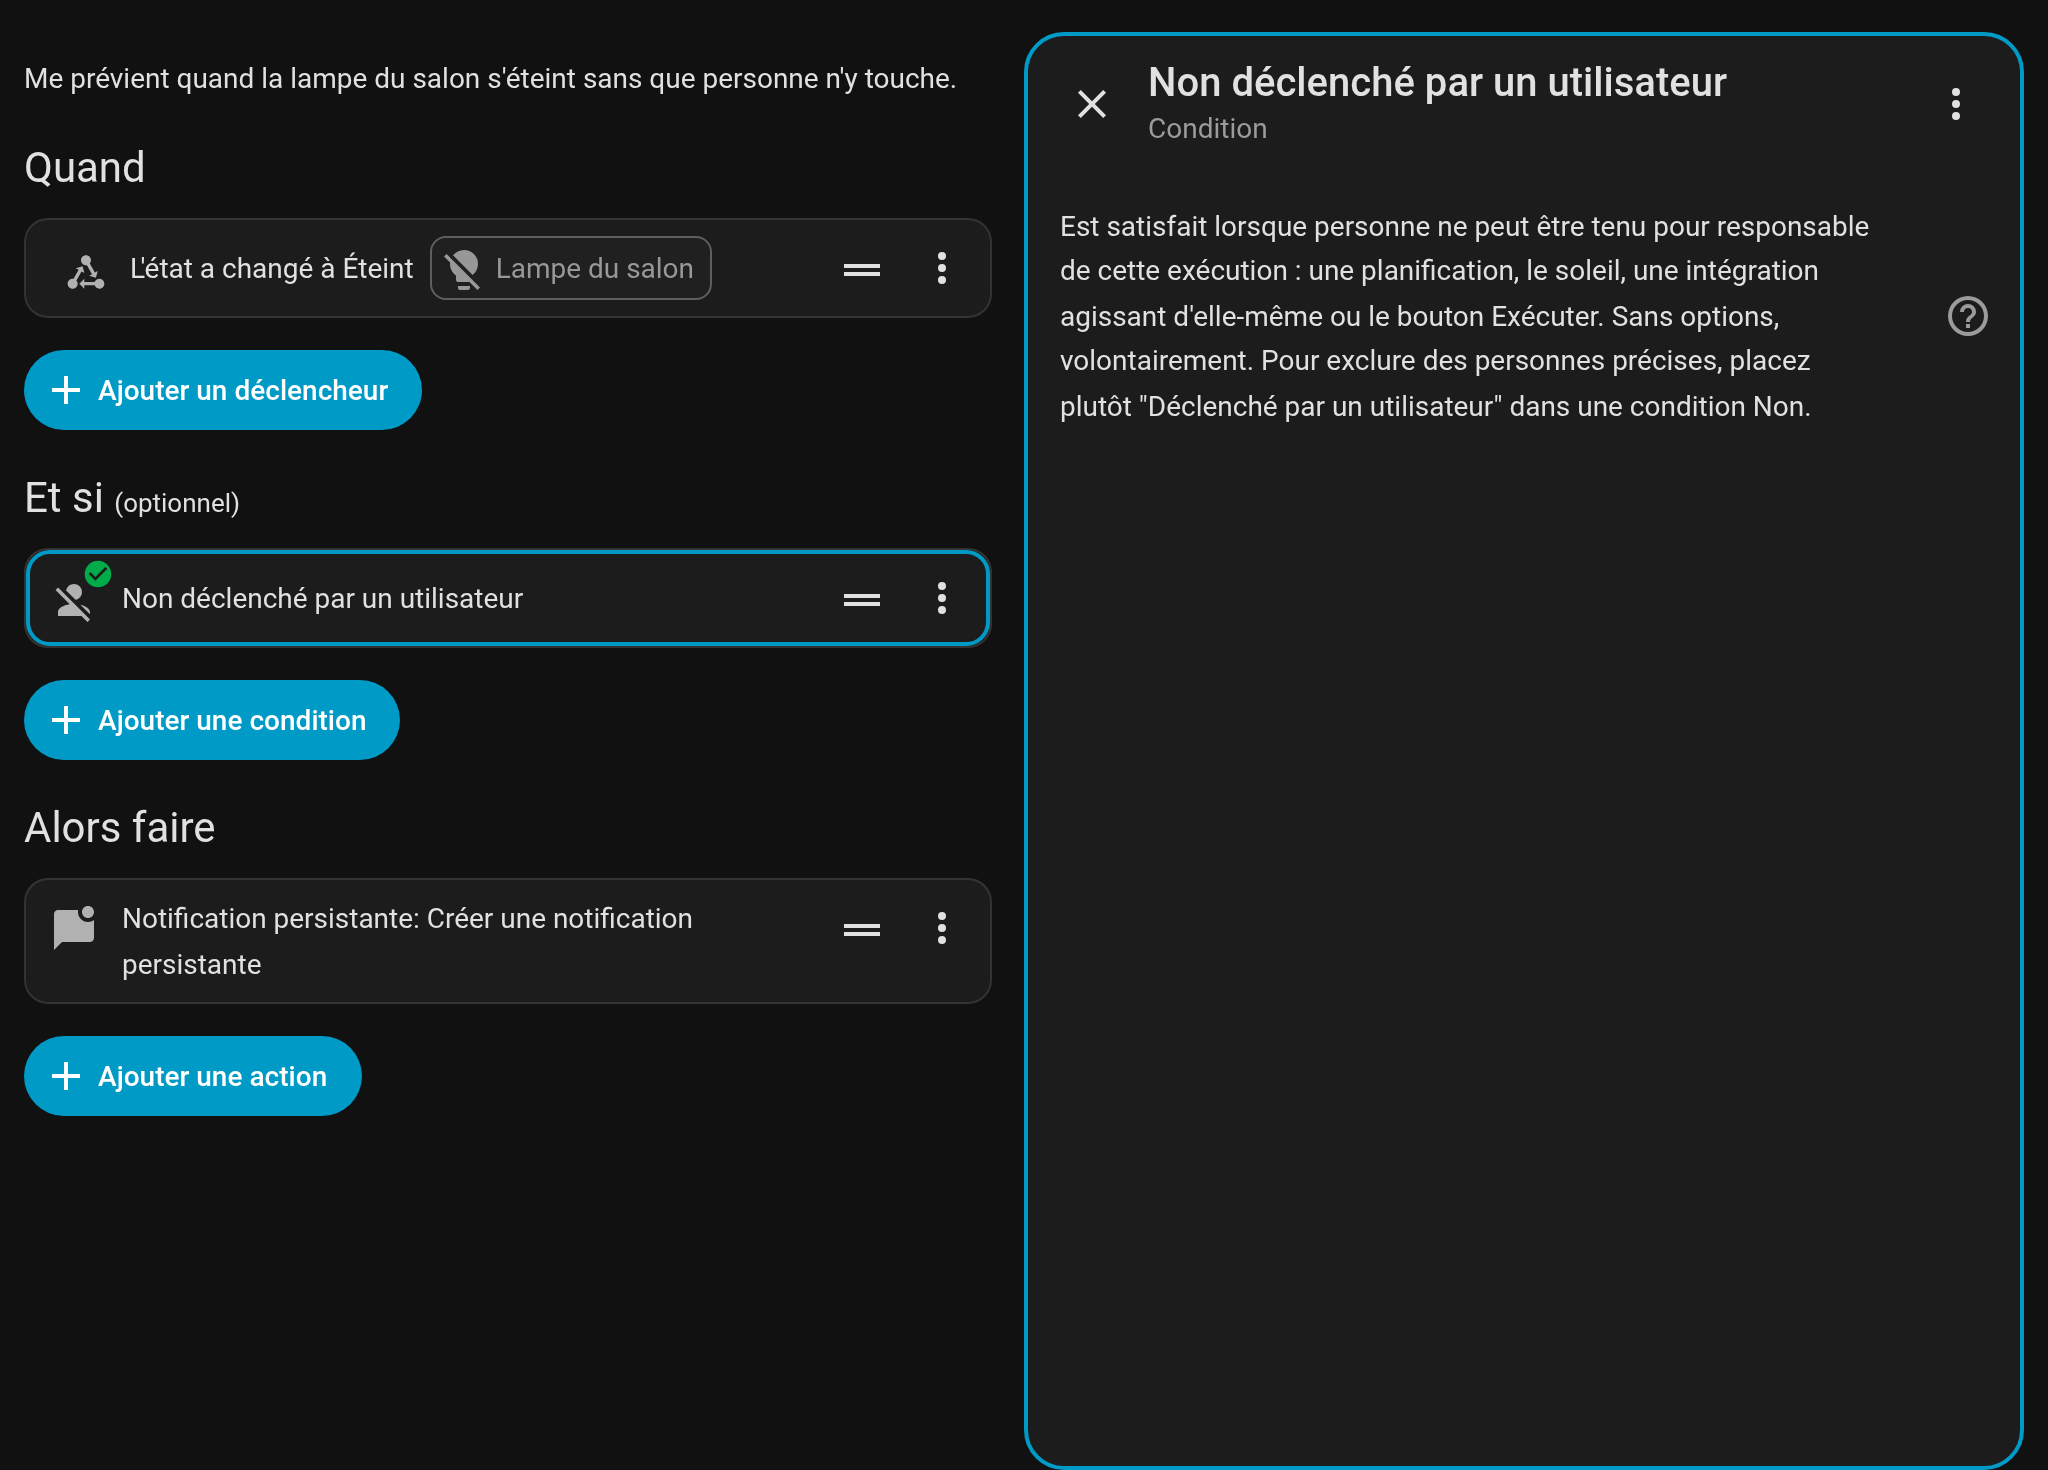 Me prévient quand la lampe du salon s'éteint sans que personne n'y touche.
Quand
L'état a changé à Éteint Lampe du salon
Ajouter un déclencheur
Et si (optionnel)
Non déclenché par un utilisateur
Ajouter une condition
Alors faire
Notification persistante: Créer une notification
persistante
Ajouter une action
Non déclenché par un utilisateur
Condition
Est satisfait lorsque personne ne peut être tenu pour responsable
de cette exécution : une planification, le soleil, une intégration
agissant d'elle-même ou le bouton Exécuter. Sans options,
volontairement. Pour exclure des personnes précises, placez
plutôt "Déclenché par un utilisateur" dans une condition Non.